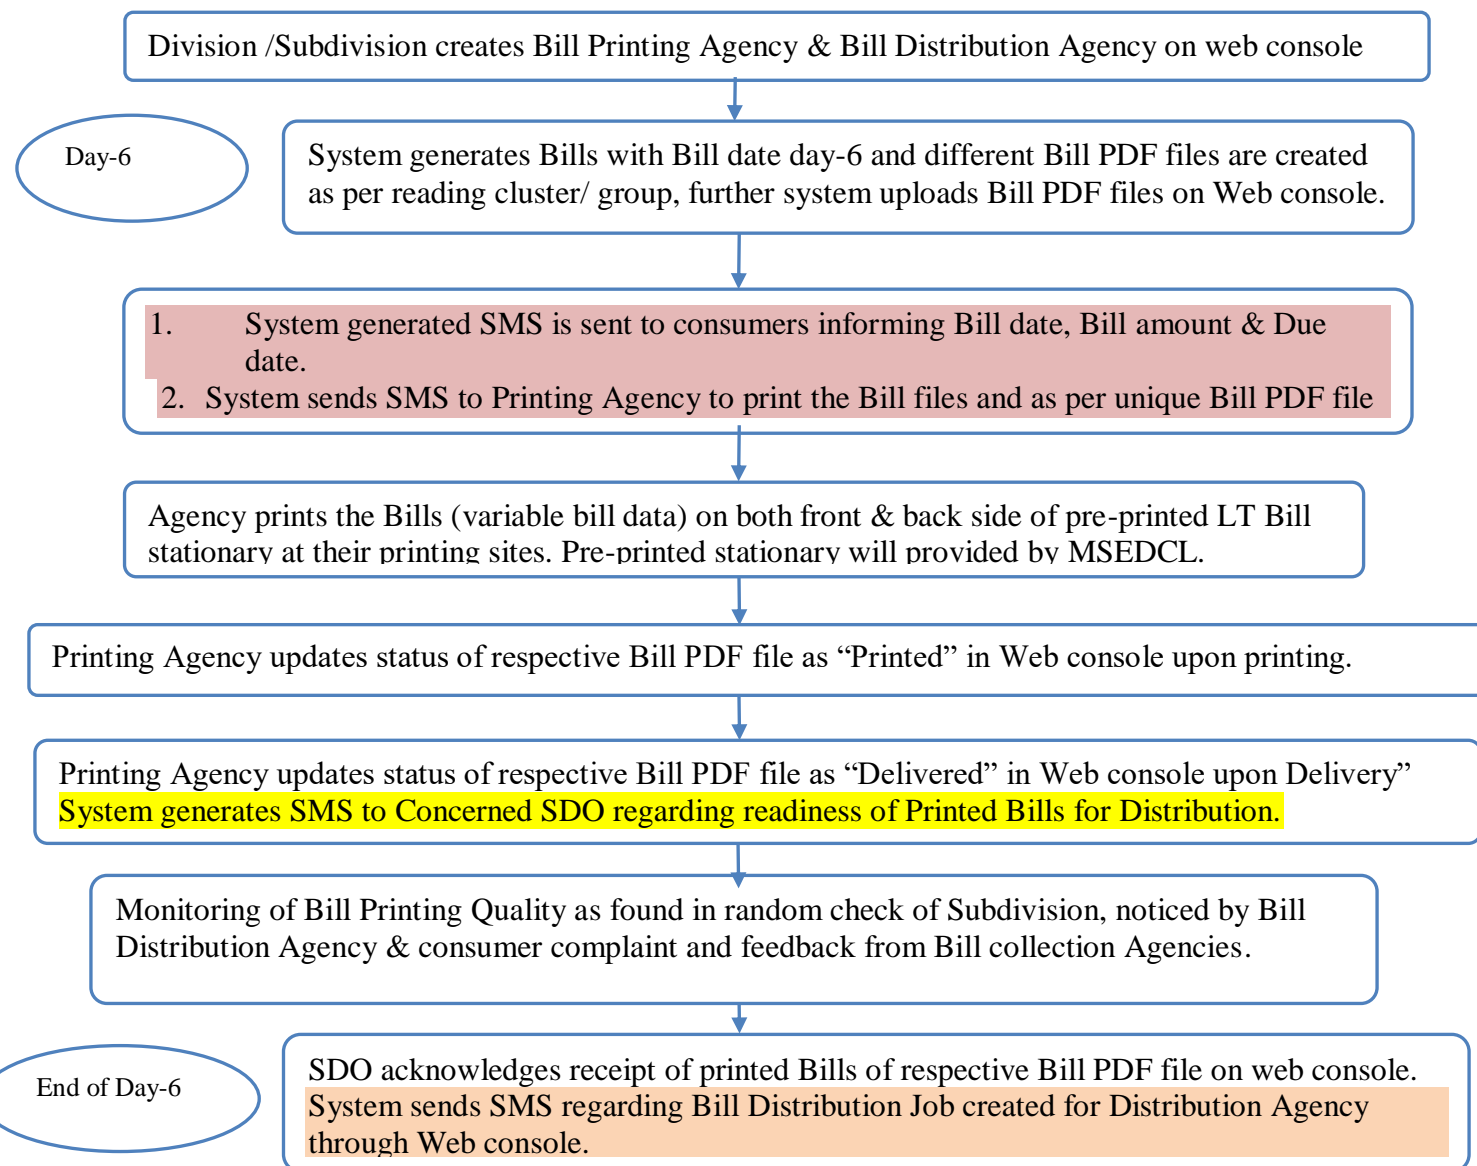 Division /Subdivision creates Bill Printing Agency & Bill Distribution Agency on web console
Day-6
System generates Bills with Bill date day-6 and different Bill PDF files are created
as per reading cluster/ group, further system uploads Bill PDF files on Web console.
1. System generated SMS is sent to consumers informing Bill date, Bill amount & Due
date.
2. System sends SMS to Printing Agency to print the Bill files and as per unique Bill PDF file
Agency prints the Bills (variable bill data) on both front & back side of pre-printed LT Bill
stationary at their printing sites. Pre-printed stationary will provided by MSEDCL.
Printing Agency updates status of respective Bill PDF file as “Printed” in Web console upon printing.
Printing Agency updates status of respective Bill PDF file as “Delivered” in Web console upon Delivery”
System generates SMS to Concerned SDO regarding readiness of Printed Bills for Distribution.
Monitoring of Bill Printing Quality as found in random check of Subdivision, noticed by Bill
Distribution Agency & consumer complaint and feedback from Bill collection Agencies.
End of Day-6
SDO acknowledges receipt of printed Bills of respective Bill PDF file on web console.
System sends SMS regarding Bill Distribution Job created for Distribution Agency
through Web console.